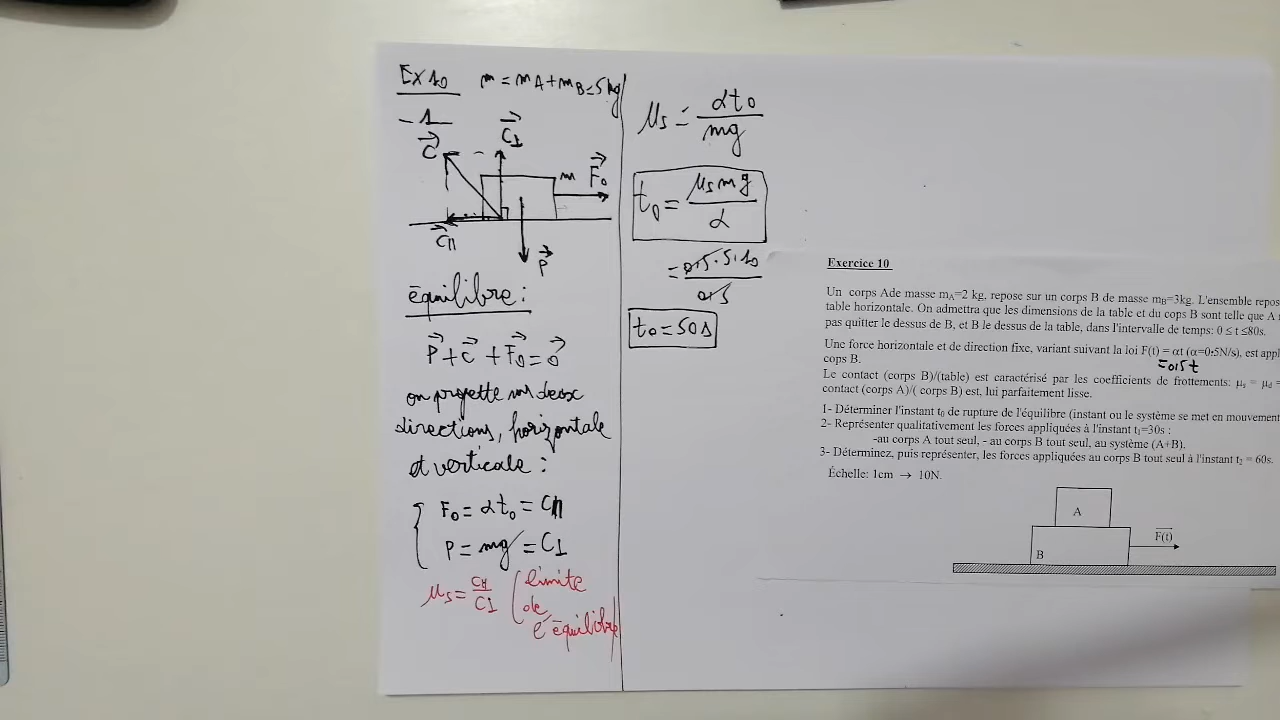 Ex 10 m = mA + mB = 5 kg
-1-
C⊥
C
m F₀
C//
P
équilibre :
P + C + F₀ = 0
on projette sur deux
directions, horizontale
et verticale :
F₀ = αt₀ = C//
P = mg = C⊥
μs = C// / C⊥ (limite
de
l'équilibre
μs = αt₀ / mg
t₀ = μs mg / α
= 0,5 . 5 . 10 / 0,5
t₀ = 50 s
Exercice 10
Un corps Ade masse mA=2 kg, repose sur un corps B de masse mB=3kg. L'ensemble repos
table horizontale. On admettra que les dimensions de la table et du cops B sont telle que A
pas quitter le dessus de B, et B le dessus de la table, dans l'intervalle de temps: 0 ≤ t ≤80s.
Une force horizontale et de direction fixe, variant suivant la loi F(t) = αt (α=0.5N/s), est appl
cops B.
=0,5t
Le contact (corps B)/(table) est caractérisé par les coefficients de frottements: μs = μd =
contact (corps A)/( corps B) est, lui parfaitement lisse.
1- Déterminer l'instant t₀ de rupture de l'équilibre (instant ou le système se met en mouvement
2- Représenter qualitativement les forces appliquées à l'instant t₁=30s :
-au corps A tout seul, - au corps B tout seul, au système (A+B).
3- Déterminez, puis représenter, les forces appliquées au corps B tout seul à l'instant t₂ = 60s.
Échelle: 1cm → 10N.
A
F(t)
B